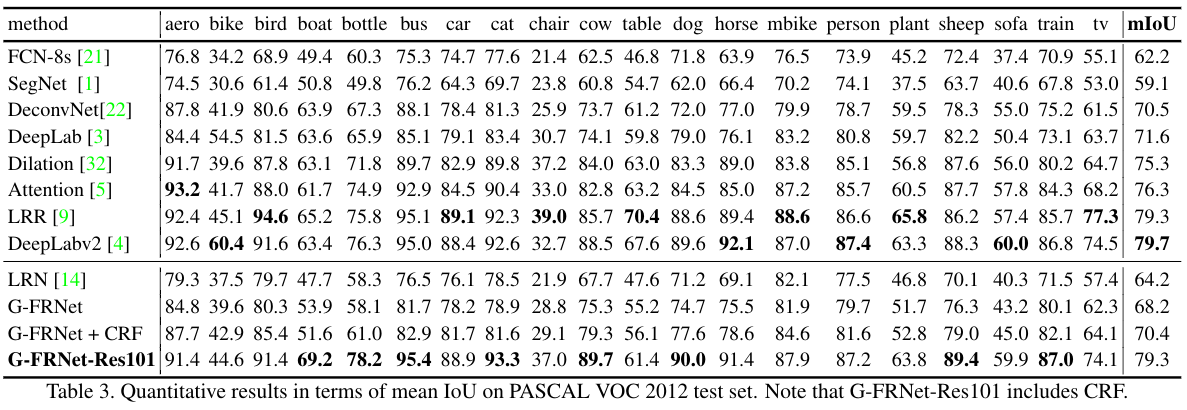 method aero bike bird boat bottle bus car cat chair cow table dog horse mbike person plant sheep sofa train tv mIoU
FCN-8s [21] 76.8 34.2 68.9 49.4 60.3 75.3 74.7 77.6 21.4 62.5 46.8 71.8 63.9 76.5 73.9 45.2 72.4 37.4 70.9 55.1 62.2
SegNet [1] 74.5 30.6 61.4 50.8 49.8 76.2 64.3 69.7 23.8 60.8 54.7 62.0 66.4 70.2 74.1 37.5 63.7 40.6 67.8 53.0 59.1
DeconvNet[22] 87.8 41.9 80.6 63.9 67.3 88.1 78.4 81.3 25.9 73.7 61.2 72.0 77.0 79.9 78.7 59.5 78.3 55.0 75.2 61.5 70.5
DeepLab [3] 84.4 54.5 81.5 63.6 65.9 85.1 79.1 83.4 30.7 74.1 59.8 79.0 76.1 83.2 80.8 59.7 82.2 50.4 73.1 63.7 71.6
Dilation [32] 91.7 39.6 87.8 63.1 71.8 89.7 82.9 89.8 37.2 84.0 63.0 83.3 89.0 83.8 85.1 56.8 87.6 56.0 80.2 64.7 75.3
Attention [5] 93.2 41.7 88.0 61.7 74.9 92.9 84.5 90.4 33.0 82.8 63.2 84.5 85.0 87.2 85.7 60.5 87.7 57.8 84.3 68.2 76.3
LRR [9] 92.4 45.1 94.6 65.2 75.8 95.1 89.1 92.3 39.0 85.7 70.4 88.6 89.4 88.6 86.6 65.8 86.2 57.4 85.7 77.3 79.3
DeepLabv2 [4] 92.6 60.4 91.6 63.4 76.3 95.0 88.4 92.6 32.7 88.5 67.6 89.6 92.1 87.0 87.4 63.3 88.3 60.0 86.8 74.5 79.7
LRN [14] 79.3 37.5 79.7 47.7 58.3 76.5 76.1 78.5 21.9 67.7 47.6 71.2 69.1 82.1 77.5 46.8 70.1 40.3 71.5 57.4 64.2
G-FRNet 84.8 39.6 80.3 53.9 58.1 81.7 78.2 78.9 28.8 75.3 55.2 74.7 75.5 81.9 79.7 51.7 76.3 43.2 80.1 62.3 68.2
G-FRNet + CRF 87.7 42.9 85.4 51.6 61.0 82.9 81.7 81.6 29.1 79.3 56.1 77.6 78.6 84.6 81.6 52.8 79.0 45.0 82.1 64.1 70.4
G-FRNet-Res101 91.4 44.6 91.4 69.2 78.2 95.4 88.9 93.3 37.0 89.7 61.4 90.0 91.4 87.9 87.2 63.8 89.4 59.9 87.0 74.1 79.3
Table 3. Quantitative results in terms of mean IoU on PASCAL VOC 2012 test set. Note that G-FRNet-Res101 includes CRF.